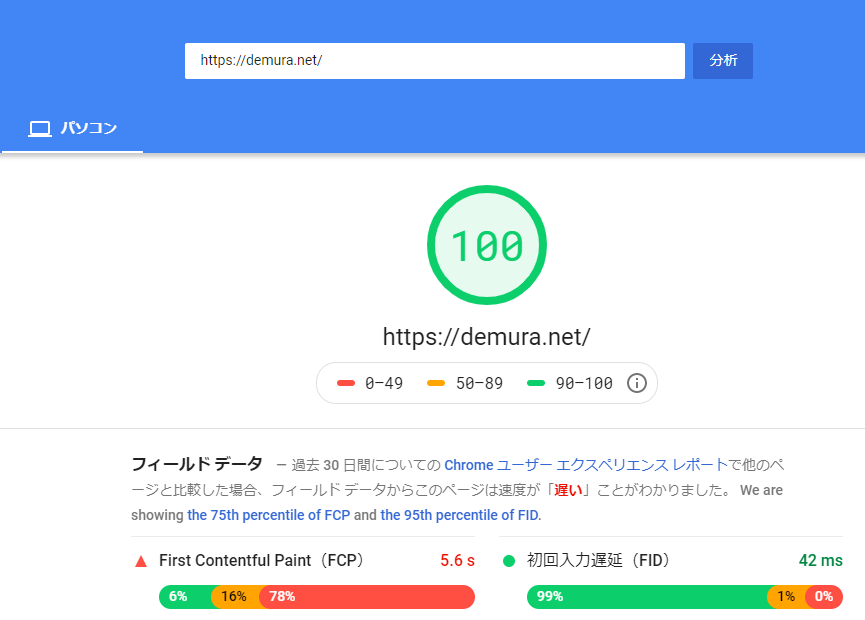 https://demura.net/
分析
パソコン
100
https://demura.net/
0–49 50–89 90–100
フィールド データ — 過去 30 日間についての Chrome ユーザー エクスペリエンス レポートで他のペ
ージと比較した場合、フィールド データからこのページは速度が「遅い」ことがわかりました。 We are
showing the 75th percentile of FCP and the 95th percentile of FID.
First Contentful Paint（FCP） 5.6 s
6% 16% 78%
初回入力遅延（FID） 42 ms
99% 1% 0%